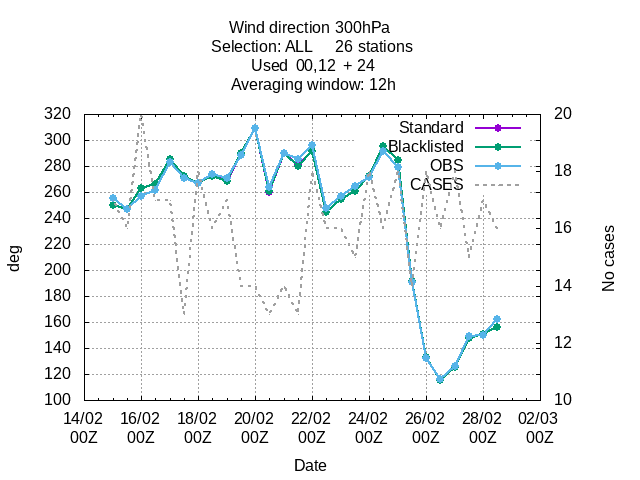 Wind direction 300hPa
Selection: ALL 26 stations
Used 00,12 + 24
Averaging window: 12h
320
300
280
260
240
220
200
180
160
140
120
100
deg
Standard
Blacklisted
OBS
CASES
20
18
16
14
12
10
No cases
14/02 16/02 18/02 20/02 22/02 24/02 26/02 28/02 02/03
00Z 00Z 00Z 00Z 00Z 00Z 00Z 00Z 00Z
Date